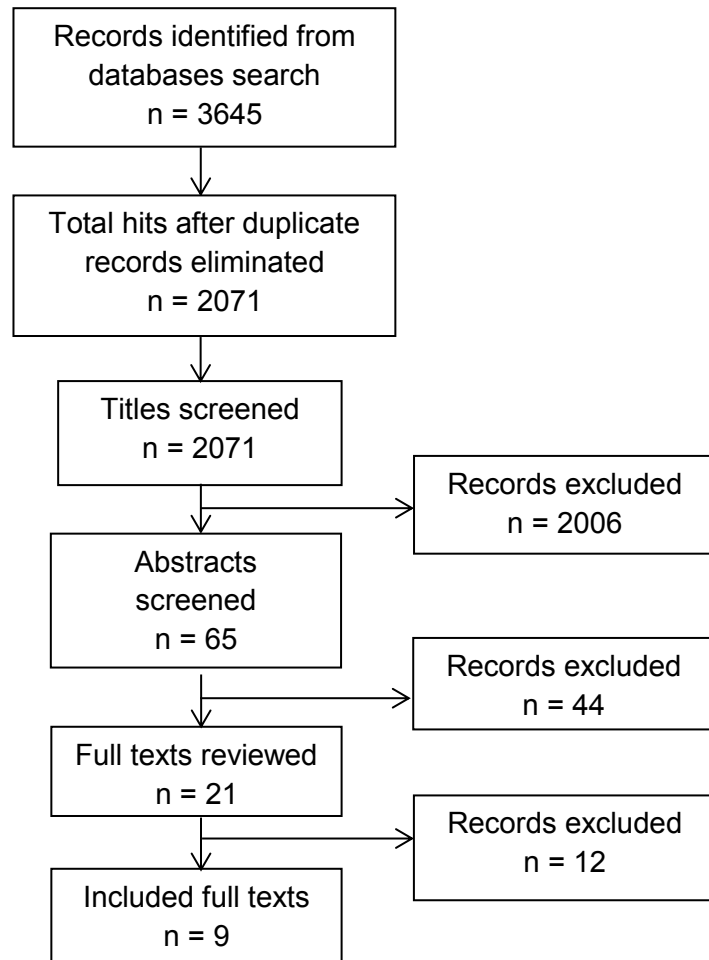 Records identified from
databases search
n = 3645
Total hits after duplicate
records eliminated
n = 2071
Titles screened
n = 2071
Records excluded
n = 2006
Abstracts
screened
n = 65
Records excluded
n = 44
Full texts reviewed
n = 21
Records excluded
n = 12
Included full texts
n = 9